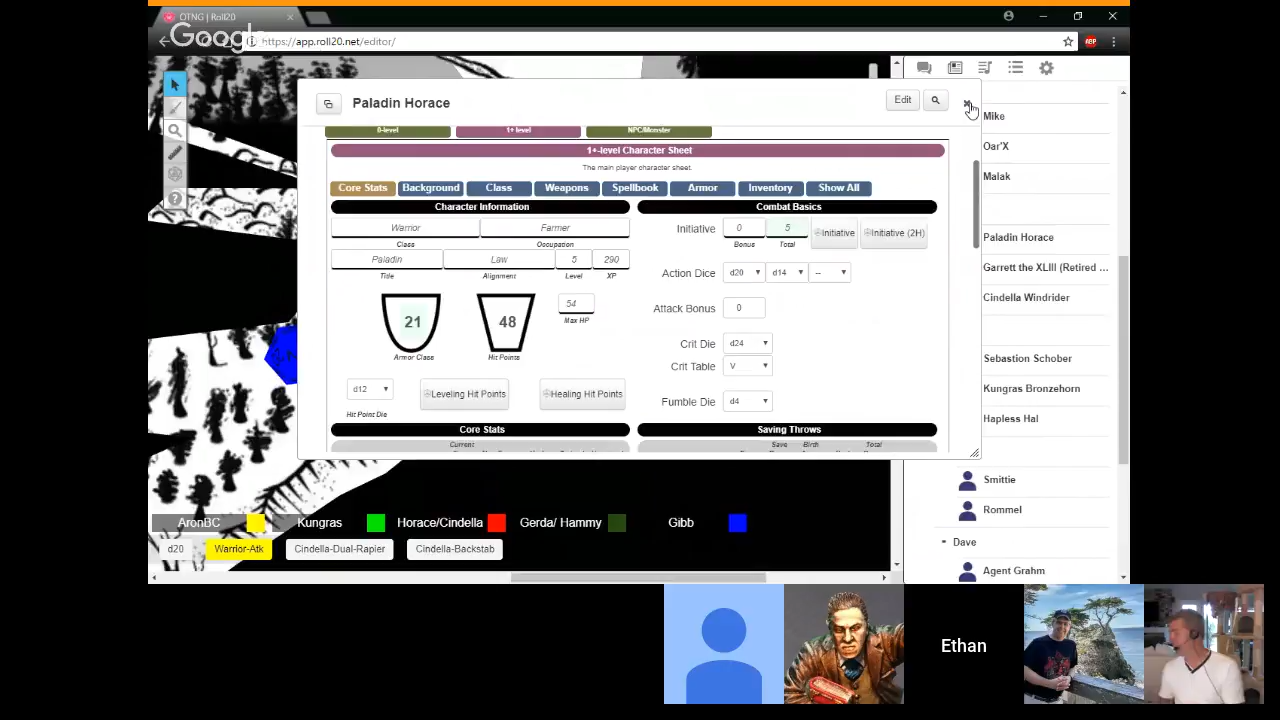 OTNG | Roll20
Google
https://app.roll20.net/editor/
ABP
Paladin Horace
Edit
0-level
1+ level
NPC/Monster
1+-level Character Sheet
The main player character sheet.
Core Stats
Background
Class
Weapons
Spellbook
Armor
Inventory
Show All
Character Information
Warrior
Farmer
Class
Occupation
Paladin
Law
5
290
Title
Alignment
Level
XP
21
48
54
Max HP
Armor Class
Hit Points
d12
Leveling Hit Points
Healing Hit Points
Hit Point Die
Combat Basics
Initiative
0
5
Initiative
Initiative (2H)
Bonus
Total
Action Dice
d20
d14
--
Attack Bonus
0
Crit Die
d24
Crit Table
V
Fumble Die
d4
Core Stats
Current
Saving Throws
Save
Birth
Total
Mike
Oar'X
Malak
Paladin Horace
Garrett the XLIII (Retired ...
Cindella Windrider
Sebastion Schober
Kungras Bronzehorn
Hapless Hal
Smittie
Rommel
Dave
Agent Grahm
AronBC
Kungras
Horace/Cindella
Gerda/ Hammy
Gibb
d20
Warrior-Atk
Cindella-Dual-Rapier
Cindella-Backstab
Ethan